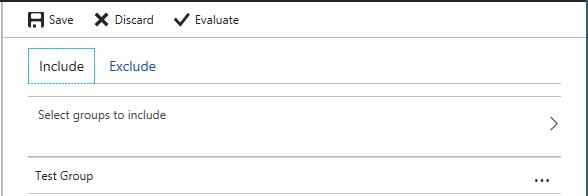 Save Discard Evaluate
Include Exclude
Select groups to include
Test Group ...